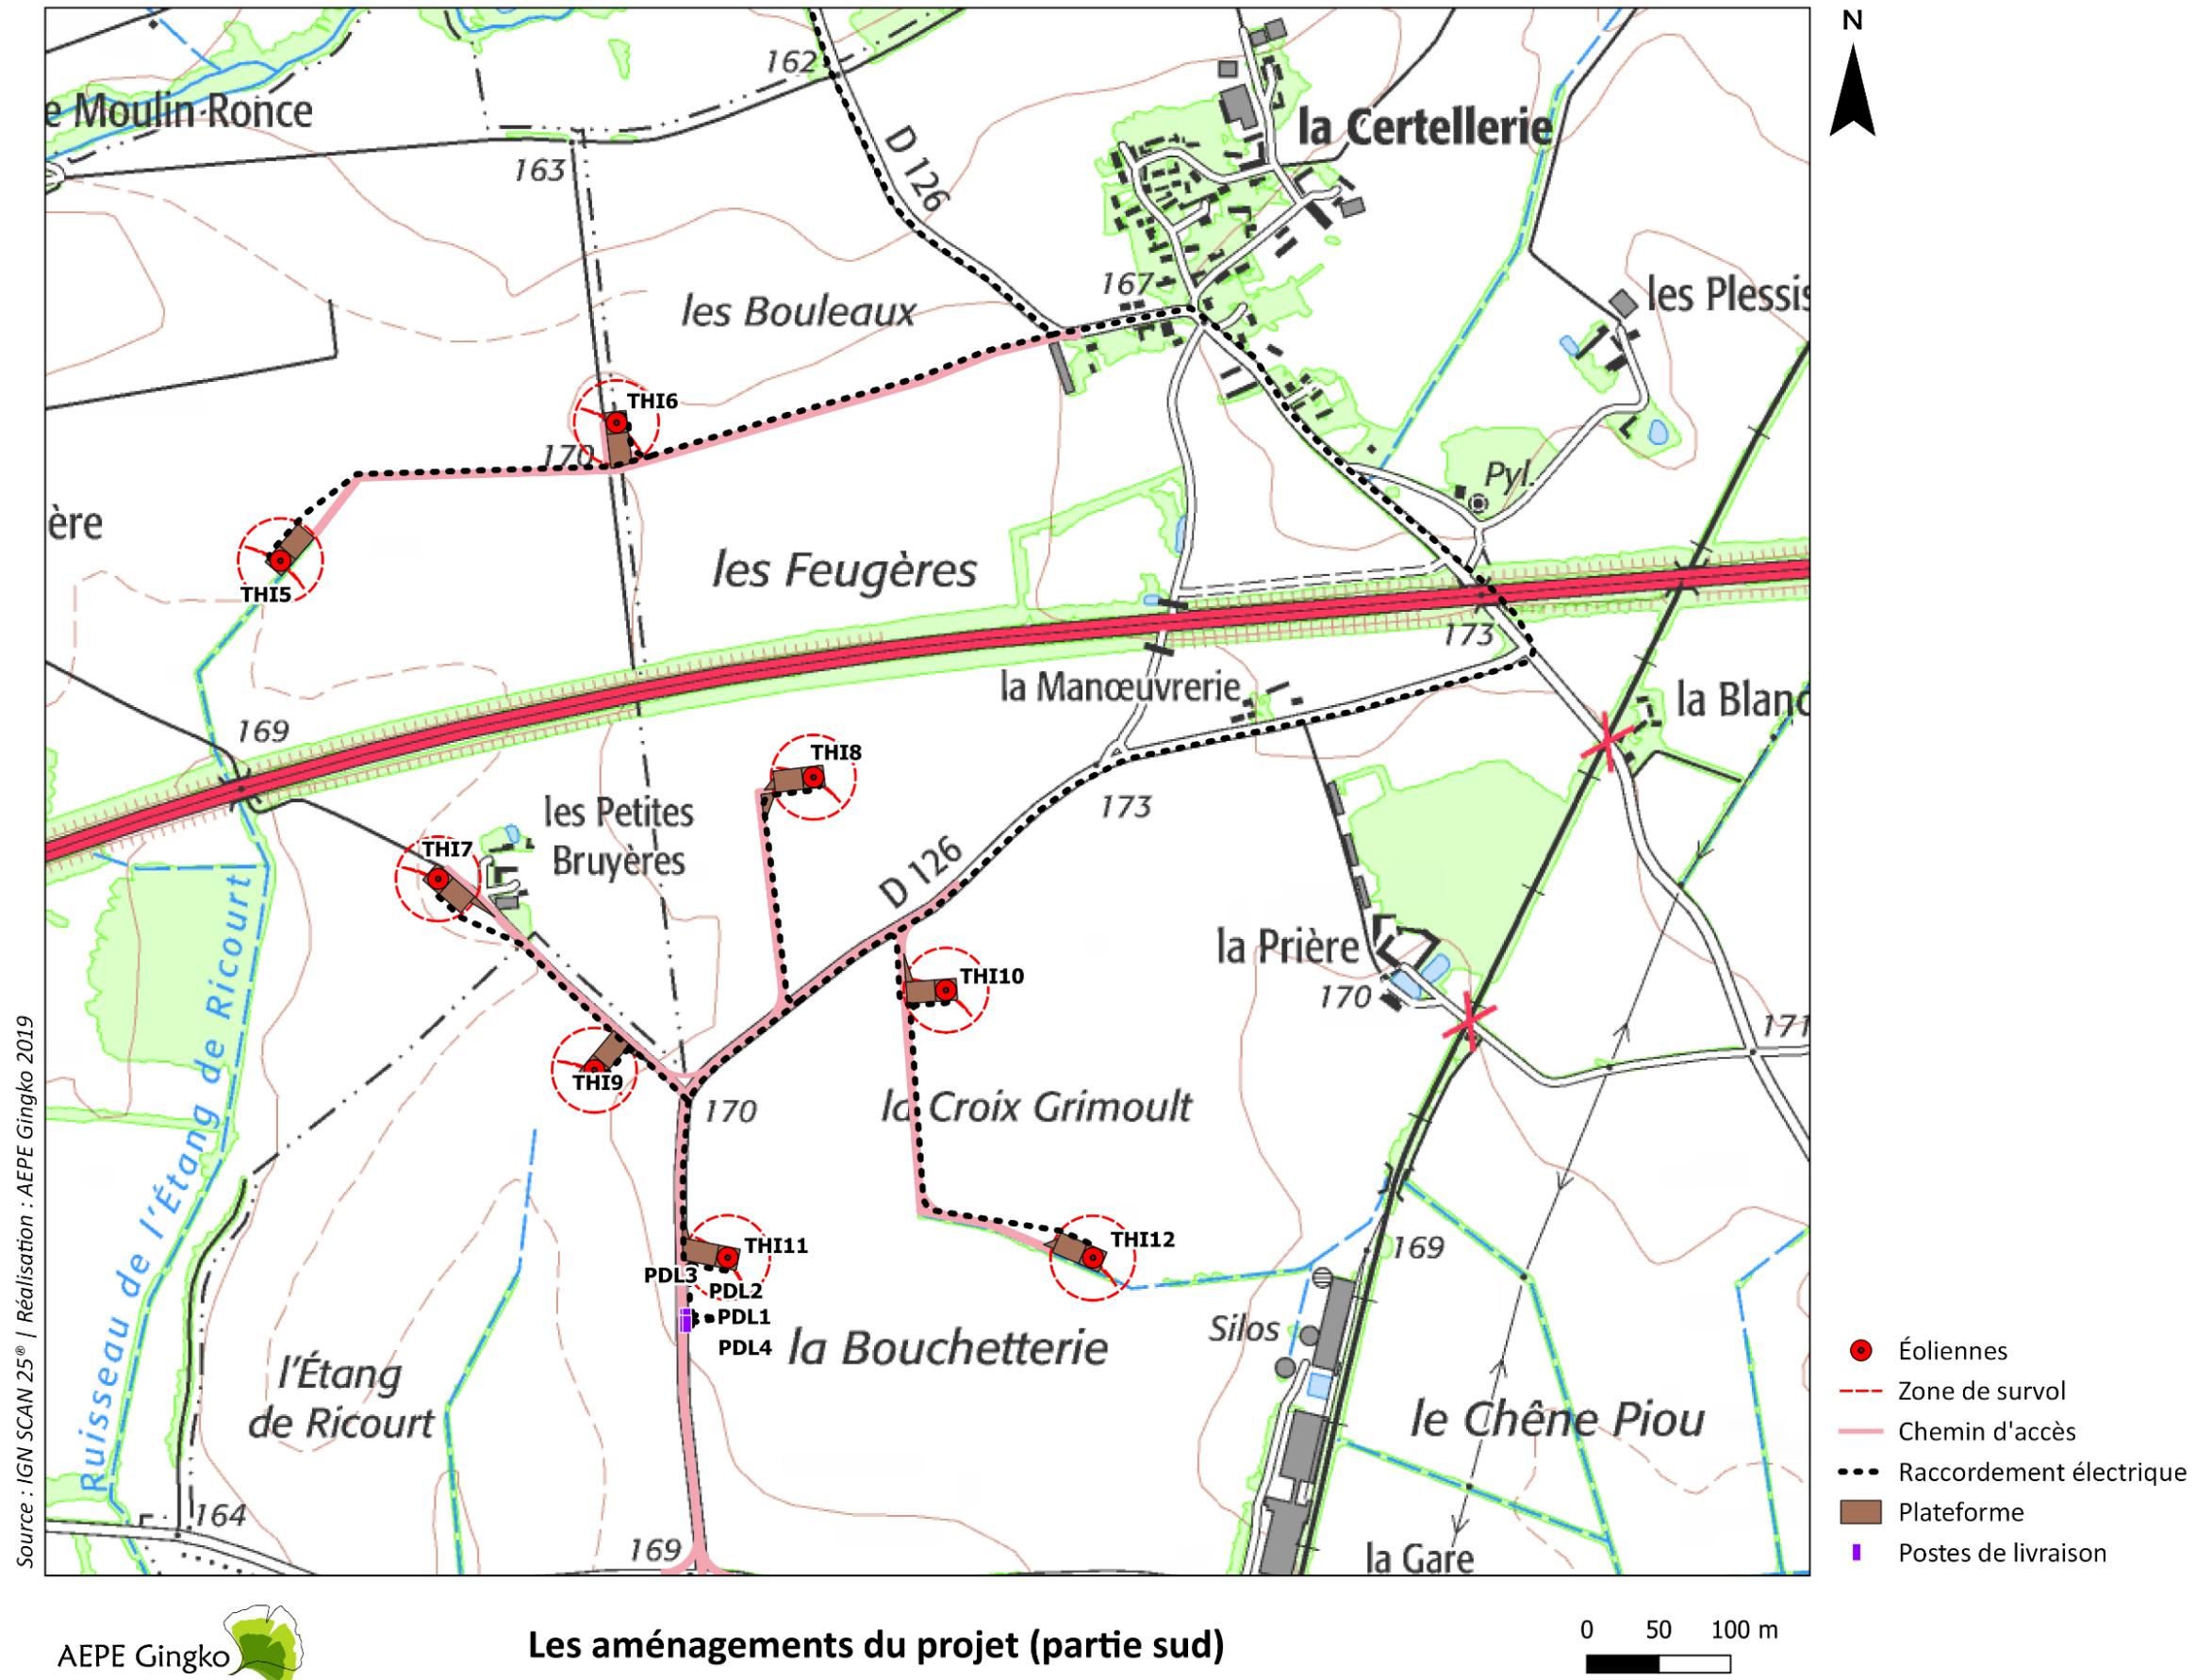 N
162
e Moulin Ronce
la Certellerie
163
D 126
167
les Bouleaux
les Plessis
THI6
170
Pyl.
ère
les Feugères
THI5
173
la Manœuvrerie
la Blanc
169
THI8
les Petites
Bruyères
173
THI7
D 126
la Prière
THI10
170
171
THI9
170
la Croix Grimoult
Ruisseau de l'Étang de Ricourt
THI12
THI11
169
PDL3
PDL2
PDL1
PDL4
Silos
la Bouchetterie
l'Étang
de Ricourt
le Chêne Piou
164
169
la Gare
Éoliennes
Zone de survol
Chemin d'accès
Raccordement électrique
Plateforme
Postes de livraison
Source : IGN SCAN 25® | Réalisation : AEPE Gingko 2019
AEPE Gingko
Les aménagements du projet (partie sud)
0 50 100 m